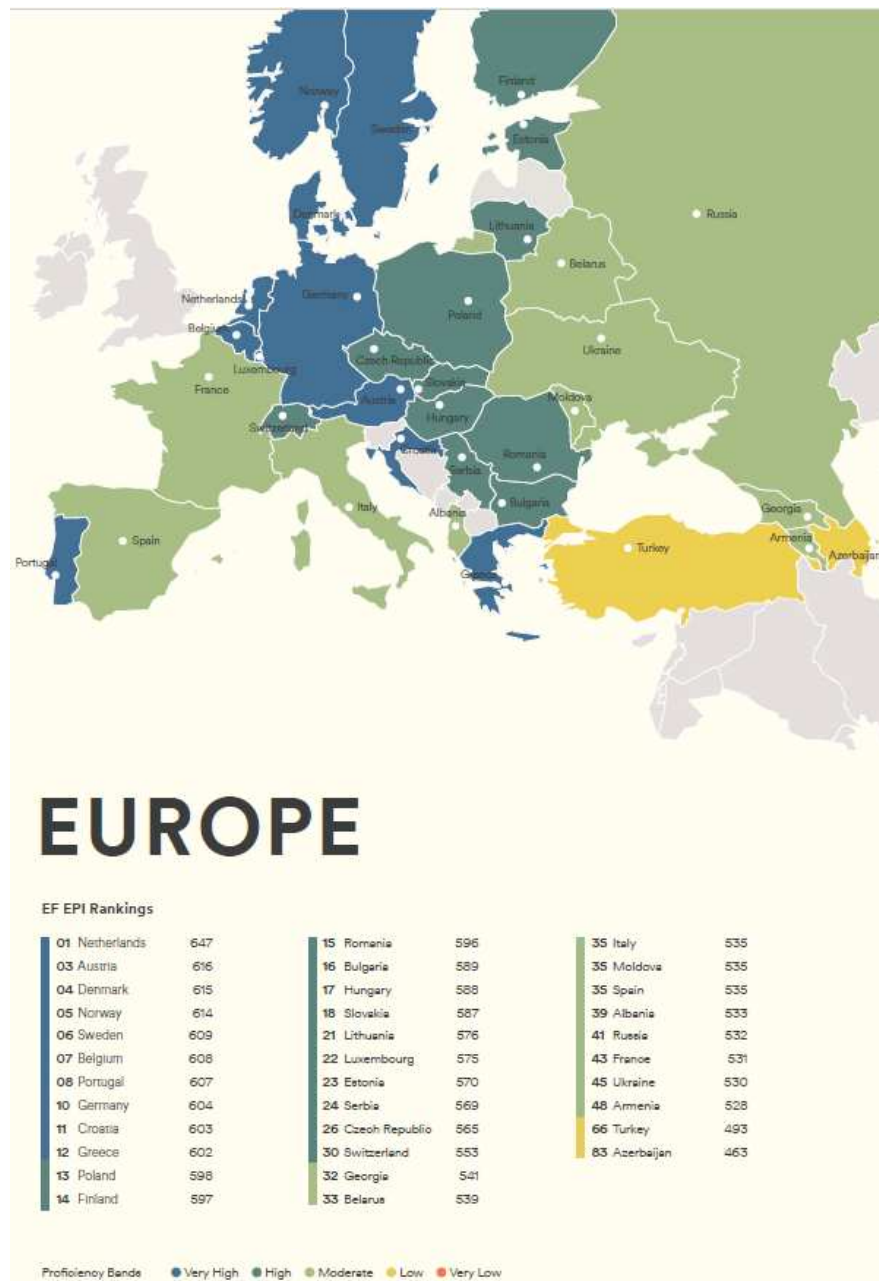 Finland
Norway
Sweden
Estonia
Denmark
Russia
Lithuania
Belarus
Netherlands
Germany
Poland
Belgium
Ukraine
Czech Republic
Luxembourg
France
Slovakia
Austria
Moldova
Hungary
Switzerland
Croatia
Romania
Serbia
Bulgaria
Italy
Albania
Georgia
Spain
Armenia
Turkey
Azerbaijan
Portugal
Greece
EUROPE
EF EPI Rankings
01 Netherlands 647
03 Austria 616
04 Denmark 615
05 Norway 614
06 Sweden 609
07 Belgium 608
08 Portugal 607
10 Germany 604
11 Croatia 603
12 Greece 602
13 Poland 598
14 Finland 597
15 Romania 596
16 Bulgaria 589
17 Hungary 588
18 Slovakia 587
21 Lithuania 576
22 Luxembourg 575
23 Estonia 570
24 Serbia 569
26 Czech Republic 565
30 Switzerland 553
32 Georgia 541
33 Belarus 539
35 Italy 535
35 Moldova 535
35 Spain 535
39 Albania 533
41 Russia 532
43 France 531
45 Ukraine 530
48 Armenia 528
66 Turkey 493
83 Azerbaijan 463
Proficiency Bands Very High High Moderate Low Very Low